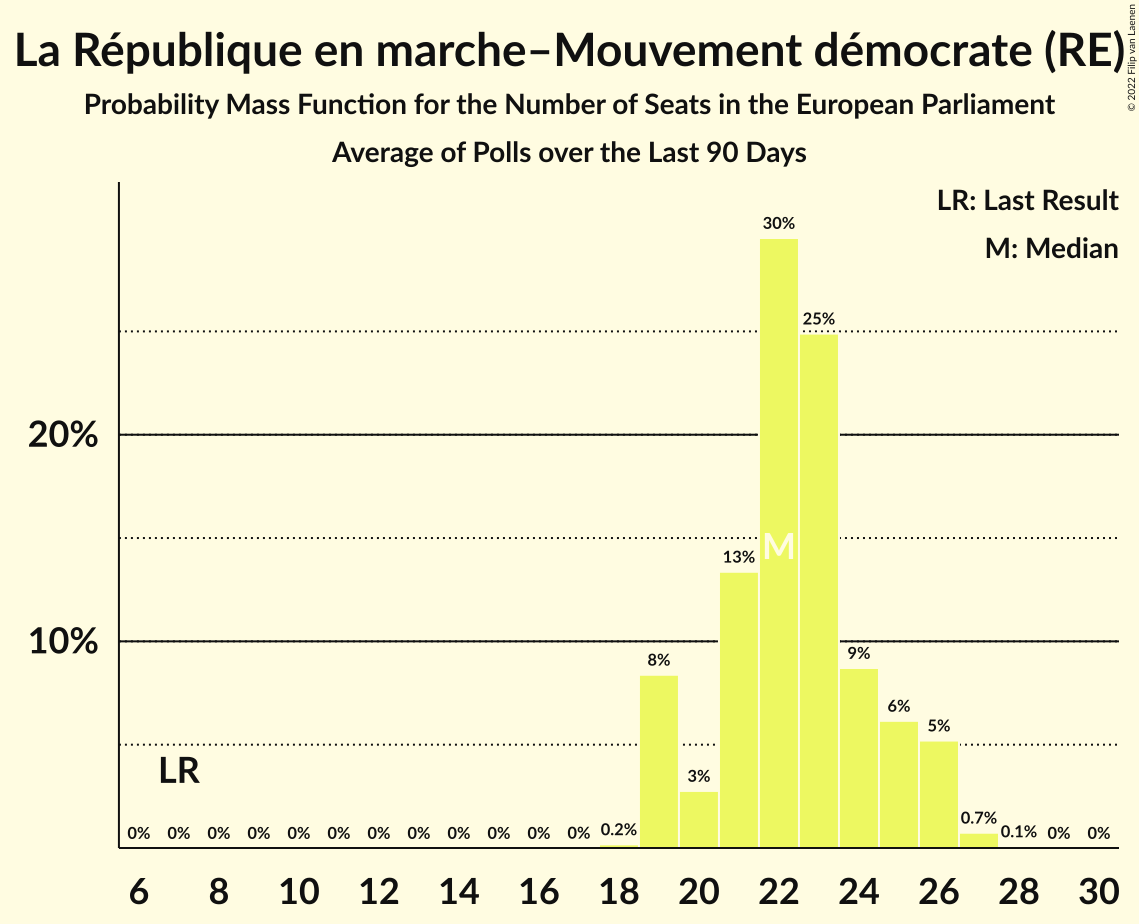 La République en marche–Mouvement démocrate (RE)
© 2022 Filip van Laenen
Probability Mass Function for the Number of Seats in the European Parliament
Average of Polls over the Last 90 Days
LR: Last Result
M: Median
30%
25%
20%
M
13%
10%
8%
9%
6%
5%
3%
LR
0% 0% 0% 0% 0% 0% 0% 0% 0% 0% 0% 0% 0.2% 0.7% 0.1% 0% 0%
6 8 10 12 14 16 18 20 22 24 26 28 30